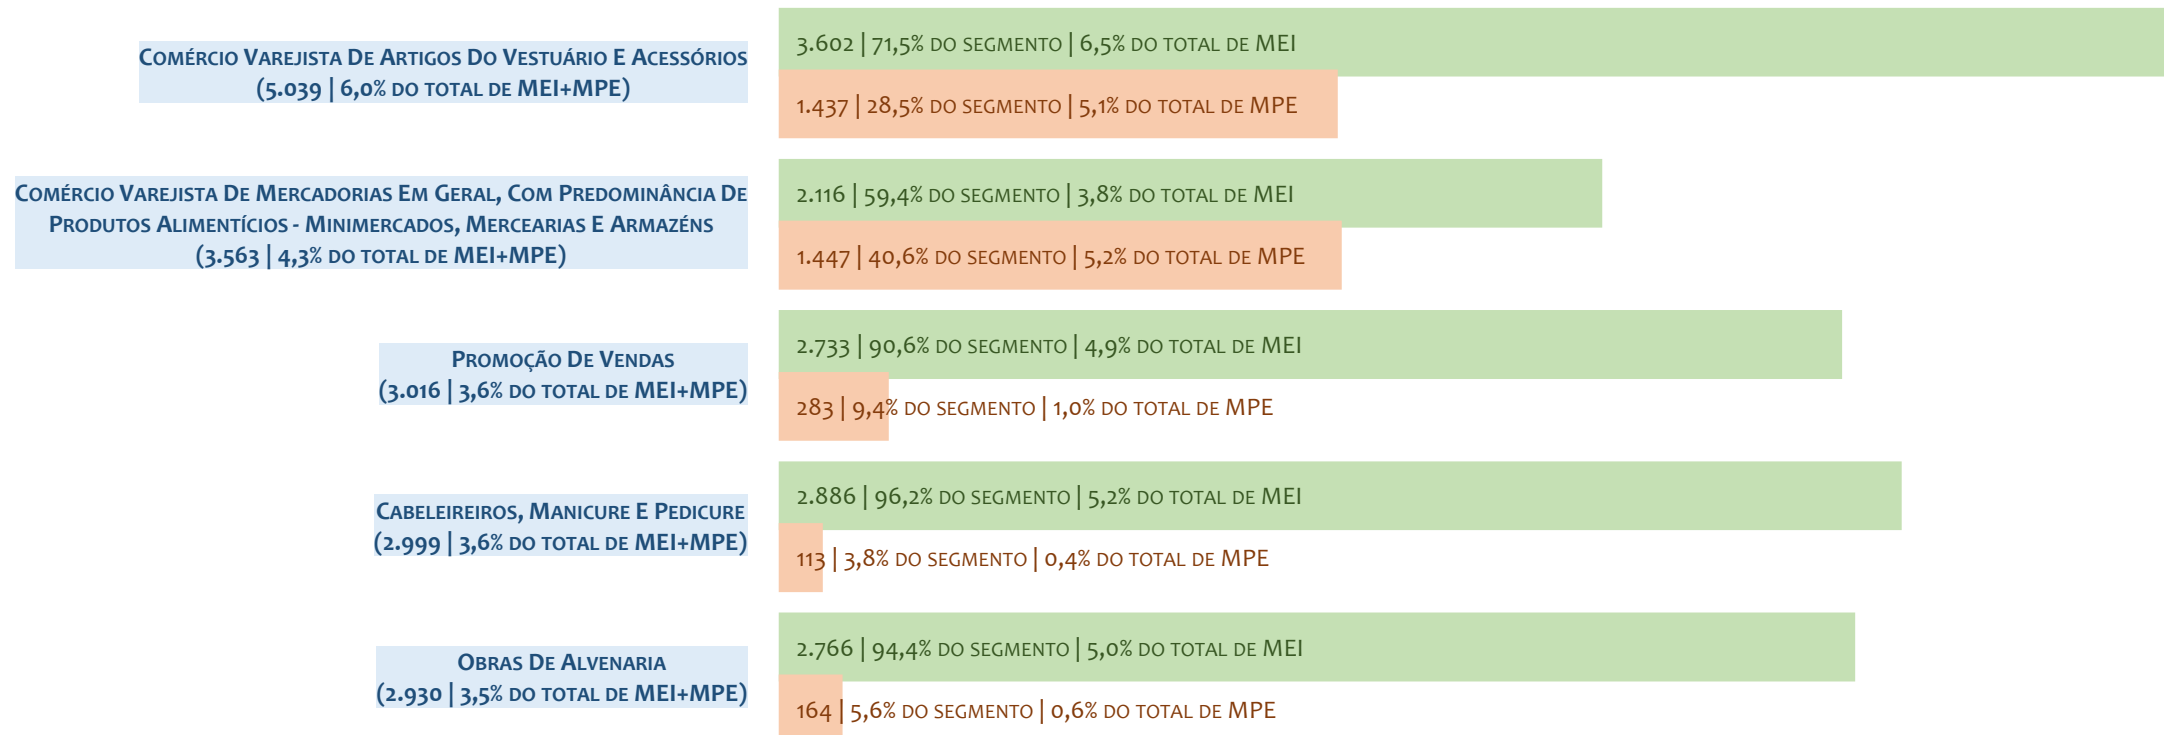 Comércio Varejista De Artigos Do Vestuário E Acessórios
(5.039 | 6,0% do total de MEI+MPE)
3.602 | 71,5% do segmento | 6,5% do total de MEI
1.437 | 28,5% do segmento | 5,1% do total de MPE
Comércio Varejista De Mercadorias Em Geral, Com Predominância De
Produtos Alimentícios - Minimercados, Mercearias E Armazéns
(3.563 | 4,3% do total de MEI+MPE)
2.116 | 59,4% do segmento | 3,8% do total de MEI
1.447 | 40,6% do segmento | 5,2% do total de MPE
Promoção De Vendas
(3.016 | 3,6% do total de MEI+MPE)
2.733 | 90,6% do segmento | 4,9% do total de MEI
283 | 9,4% do segmento | 1,0% do total de MPE
Cabeleireiros, Manicure E Pedicure
(2.999 | 3,6% do total de MEI+MPE)
2.886 | 96,2% do segmento | 5,2% do total de MEI
113 | 3,8% do segmento | 0,4% do total de MPE
Obras De Alvenaria
(2.930 | 3,5% do total de MEI+MPE)
2.766 | 94,4% do segmento | 5,0% do total de MEI
164 | 5,6% do segmento | 0,6% do total de MPE